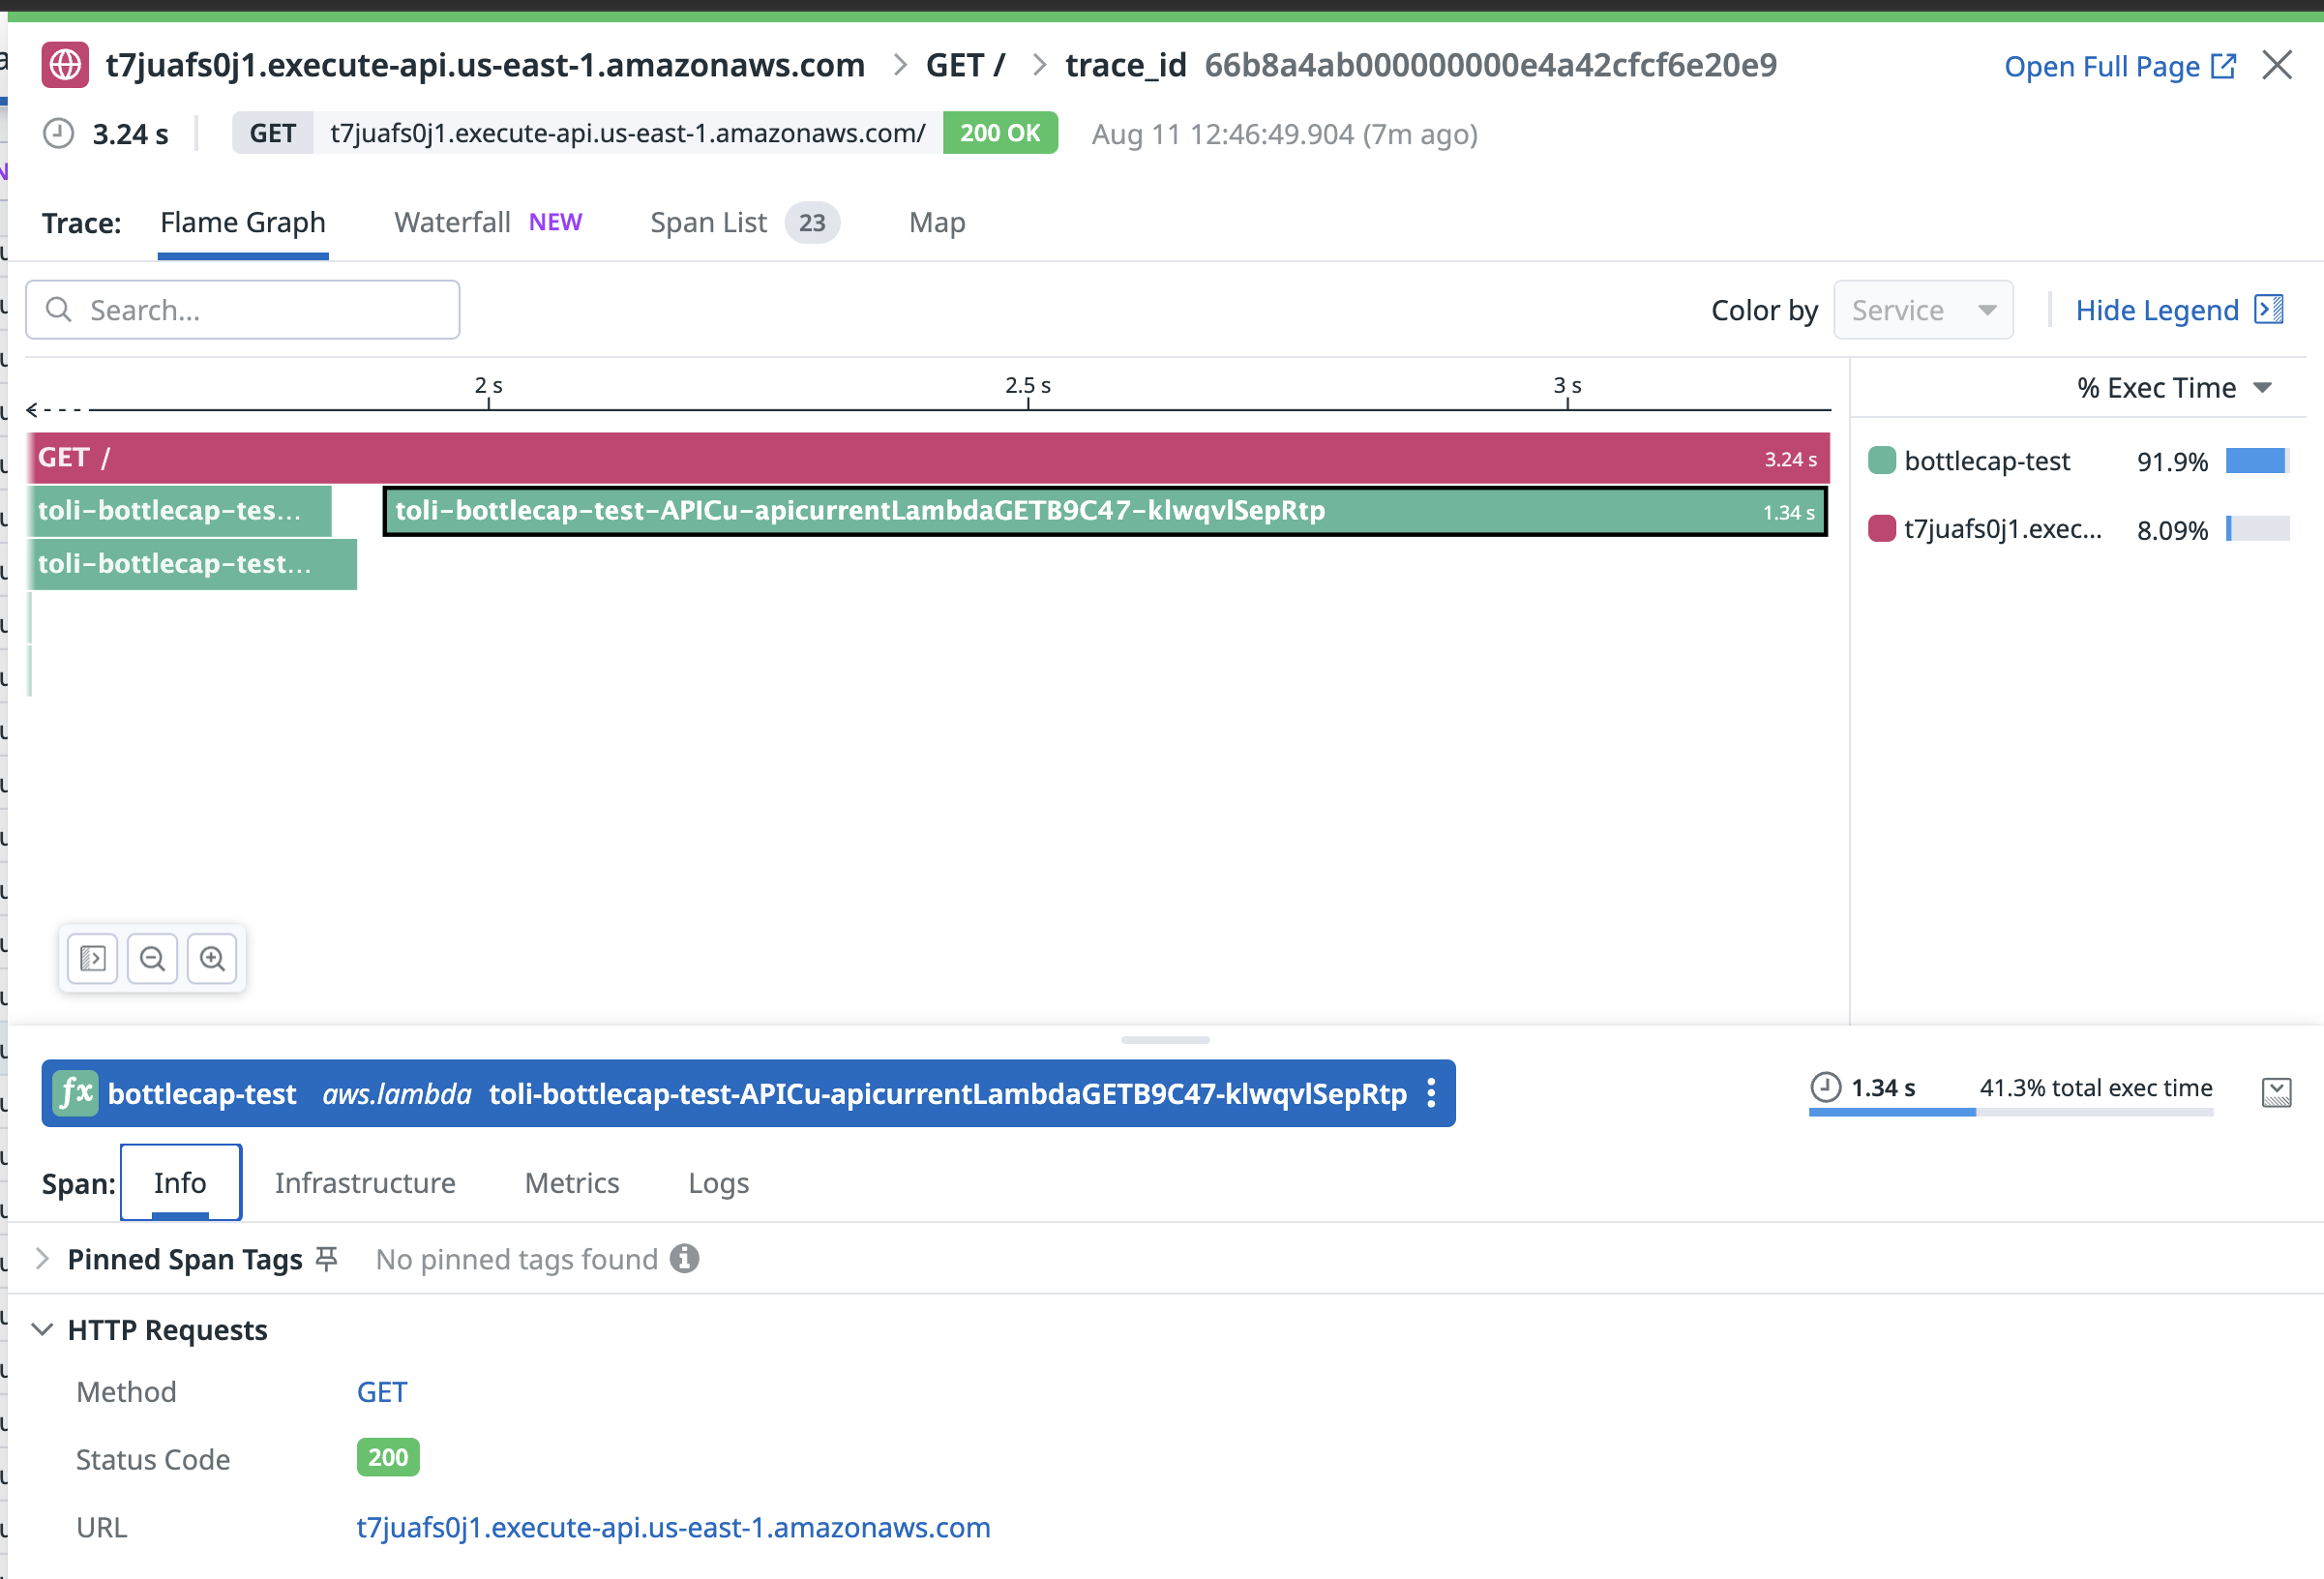 t7juafs0j1.execute-api.us-east-1.amazonaws.com > GET / > trace_id 66b8a4ab000000000e4a42cfcf6e20e9 Open Full Page
3.24 s GET t7juafs0j1.execute-api.us-east-1.amazonaws.com/ 200 OK Aug 11 12:46:49.904 (7m ago)
Trace: Flame Graph Waterfall NEW Span List 23 Map
Search... Color by Service Hide Legend
2 s 2.5 s 3 s % Exec Time
GET / 3.24 s
bottlecap-test 91.9%
toli-bottlecap-tes... toli-bottlecap-test-APICu-apicurrentLambdaGETB9C47-klwqvlSepRtp 1.34 s
t7juafs0j1.exec... 8.09%
toli-bottlecap-test...
fx bottlecap-test aws.lambda toli-bottlecap-test-APICu-apicurrentLambdaGETB9C47-klwqvlSepRtp 1.34 s 41.3% total exec time
Span: Info Infrastructure Metrics Logs
Pinned Span Tags No pinned tags found
HTTP Requests
Method GET
Status Code 200
URL t7juafs0j1.execute-api.us-east-1.amazonaws.com